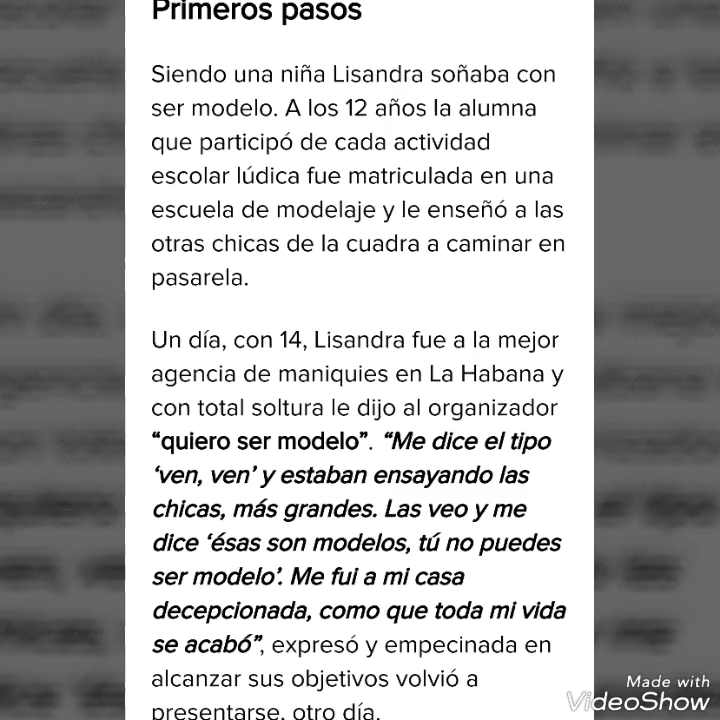 Primeros pasos
Siendo una niña Lisandra soñaba con
ser modelo. A los 12 años la alumna
que participó de cada actividad
escolar lúdica fue matriculada en una
escuela de modelaje y le enseñó a las
otras chicas de la cuadra a caminar en
pasarela.
Un día, con 14, Lisandra fue a la mejor
agencia de maniquies en La Habana y
con total soltura le dijo al organizador
“quiero ser modelo”. “Me dice el tipo
‘ven, ven’ y estaban ensayando las
chicas, más grandes. Las veo y me
dice ‘ésas son modelos, tú no puedes
ser modelo’. Me fui a mi casa
decepcionada, como que toda mi vida
se acabó”, expresó y empecinada en
alcanzar sus objetivos volvió a
presentarse, otro día.
Made with
VideoShow